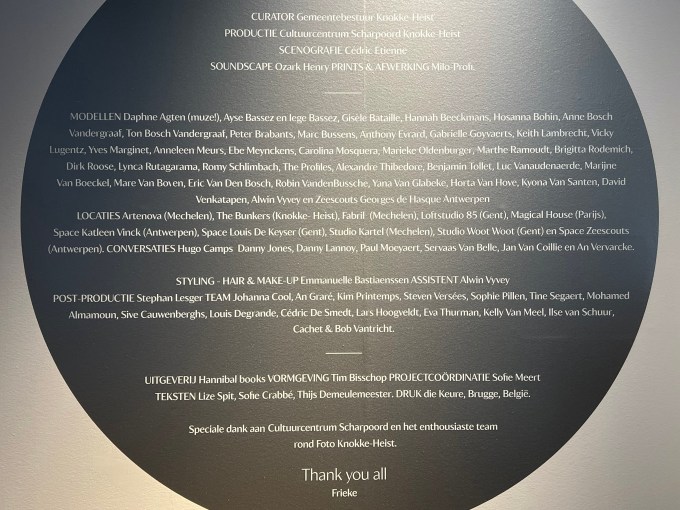 CURATOR Gemeentebestuur Knokke-Heist
PRODUCTIE Cultuurcentrum Scharpoord Knokke-Heist
SCENOGRAFIE Cédric Etienne
SOUNDSCAPE Ozark Henry PRINTS & AFWERKING Milo-Profi.
MODELLEN Daphne Agten (muze!), Ayse Bassez en Iege Bassez, Gisèle Bataille, Hannah Beeckmans, Hosanna Bohin, Anne Bosch
Vandergraaf, Ton Bosch Vandergraaf, Peter Brabants, Marc Bussens, Anthony Evrard, Gabrielle Goyvaerts, Keith Lambrecht, Vicky
Lugentz, Yves Marginet, Anneleen Meurs, Ebe Meynckens, Carolina Mosquera, Marieke Oldenburger, Marthe Ramoudt, Brigitta Rodemich,
Dirk Roose, Lynca Rutagarama, Romy Schlimbach, The Profiles, Alexandre Thibedore, Benjamin Tollet, Luc Vanaudenaerde, Marijne
Van Boeckel, Mare Van Boven, Eric Van Den Bosch, Robin VandenBussche, Yana Van Glabeke, Horta Van Hove, Kyona Van Santen, David
Venkatapen, Alwin Vyvey en Zeescouts Georges de Hasque Antwerpen
LOCATIES Artenova (Mechelen), The Bunkers (Knokke- Heist), Fabril (Mechelen), Loftstudio 85 (Gent), Magical House (Parijs),
Space Katleen Vinck (Antwerpen), Space Louis De Keyser (Gent), Studio Kartel (Mechelen), Studio Woot Woot (Gent) en Space Zeescouts
(Antwerpen). CONVERSATIES Hugo Camps Danny Jones, Danny Lannoy, Paul Moeyaert, Servaas Van Belle, Jan Van Coillie en An Vervarcke.
STYLING - HAIR & MAKE-UP Emmanuelle Bastiaenssen ASSISTENT Alwin Vyvey
POST-PRODUCTIE Stephan Lesger TEAM Johanna Cool, An Graré, Kim Printemps, Steven Versées, Sophie Pillen, Tine Segaert, Mohamed
Almamoun, Sive Cauwenberghs, Louis Degrande, Cédric De Smedt, Lars Hoogveldt, Eva Thurman, Kelly Van Meel, Ilse van Schuur,
Cachet & Bob Vantricht.
UITGEVERIJ Hannibal books VORMGEVING Tim Bisschop PROJECTCOÖRDINATIE Sofie Meert
TEKSTEN Lize Spit, Sofie Crabbé, Thijs Demeulemeester. DRUK die Keure, Brugge, België.
Speciale dank aan Cultuurcentrum Scharpoord en het enthousiaste team
rond Foto Knokke-Heist.
Thank you all
Frieke